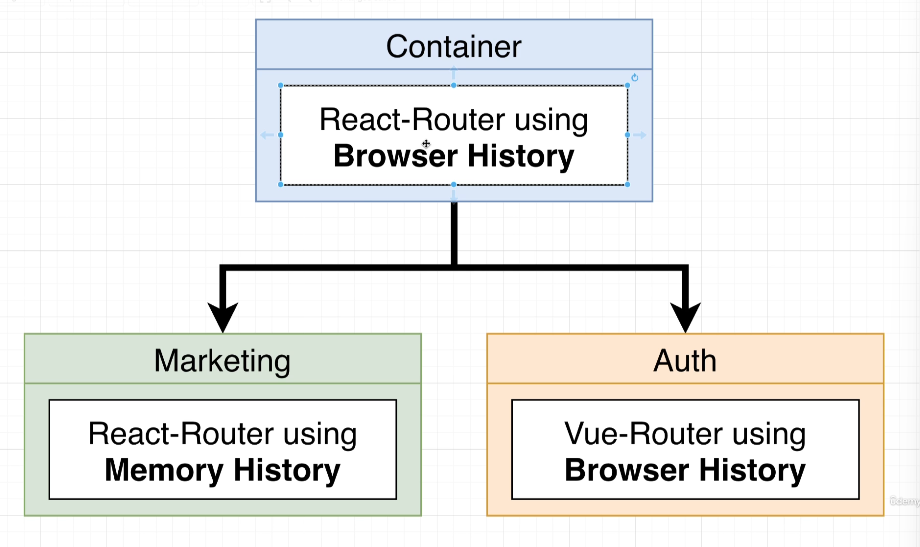 Container
React-Router using
Browser History
Marketing
Auth
React-Router using
Memory History
Vue-Router using
Browser History